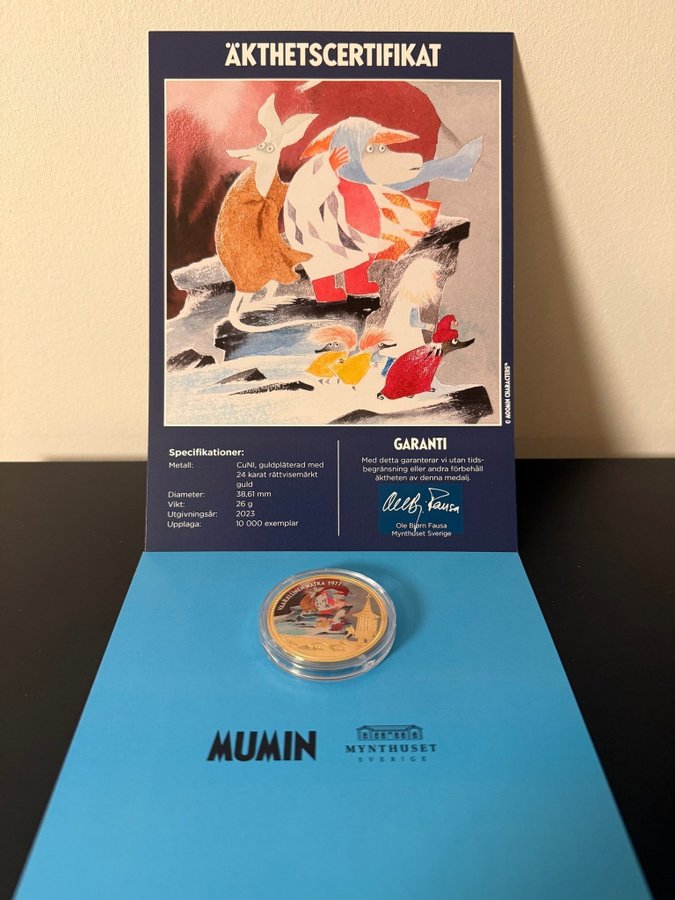 ÄKTHETSCERTIFIKAT
© MOOMIN CHARACTERS™
Specifikationer:
Metall: CuNI, guldpläterad med
24 karat rättvisemärkt
guld
Diameter: 38,61 mm
Vikt: 26 g
Utgivningsår: 2023
Upplaga: 10 000 exemplar
GARANTI
Med detta garanterar vi utan tids-
begränsning eller andra förbehåll
äktheten av denna medalj.
Ole Bjørn Fausa
Mynthuset Sverige
VAARALLINEN MATKA 1977
MUMIN
MYNTHUSET
SVERIGE